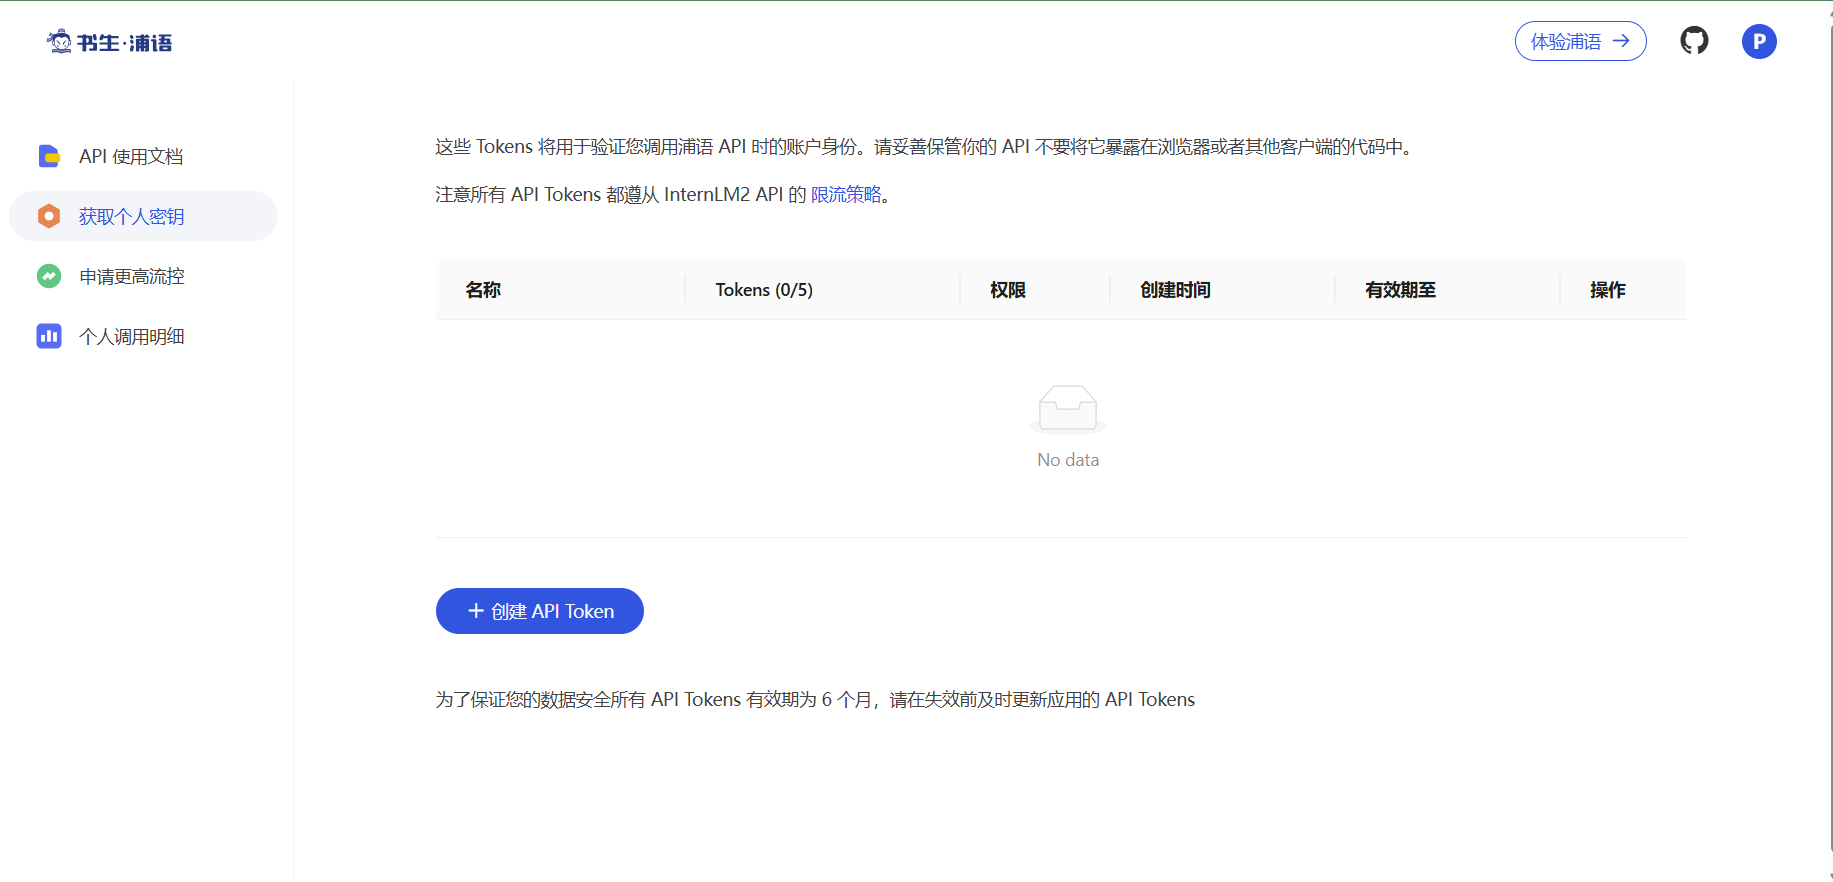 书生·浦语
体验浦语
P
API 使用文档
获取个人密钥
申请更高流控
个人调用明细
这些 Tokens 将用于验证您调用浦语 API 时的账户身份。请妥善保管你的 API 不要将它暴露在浏览器或者其他客户端的代码中。
注意所有 API Tokens 都遵从 InternLM2 API 的 限流策略。
名称 Tokens (0/5) 权限 创建时间 有效期至 操作
No data
创建 API Token
为了保证您的数据安全所有 API Tokens 有效期为 6 个月，请在失效前及时更新应用的 API Tokens